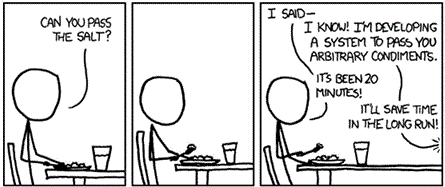 CAN YOU PASS
THE SALT?
I SAID—
I KNOW! I'M DEVELOPING
A SYSTEM TO PASS YOU
ARBITRARY CONDIMENTS.
IT'S BEEN 20
MINUTES!
IT'LL SAVE TIME
IN THE LONG RUN!